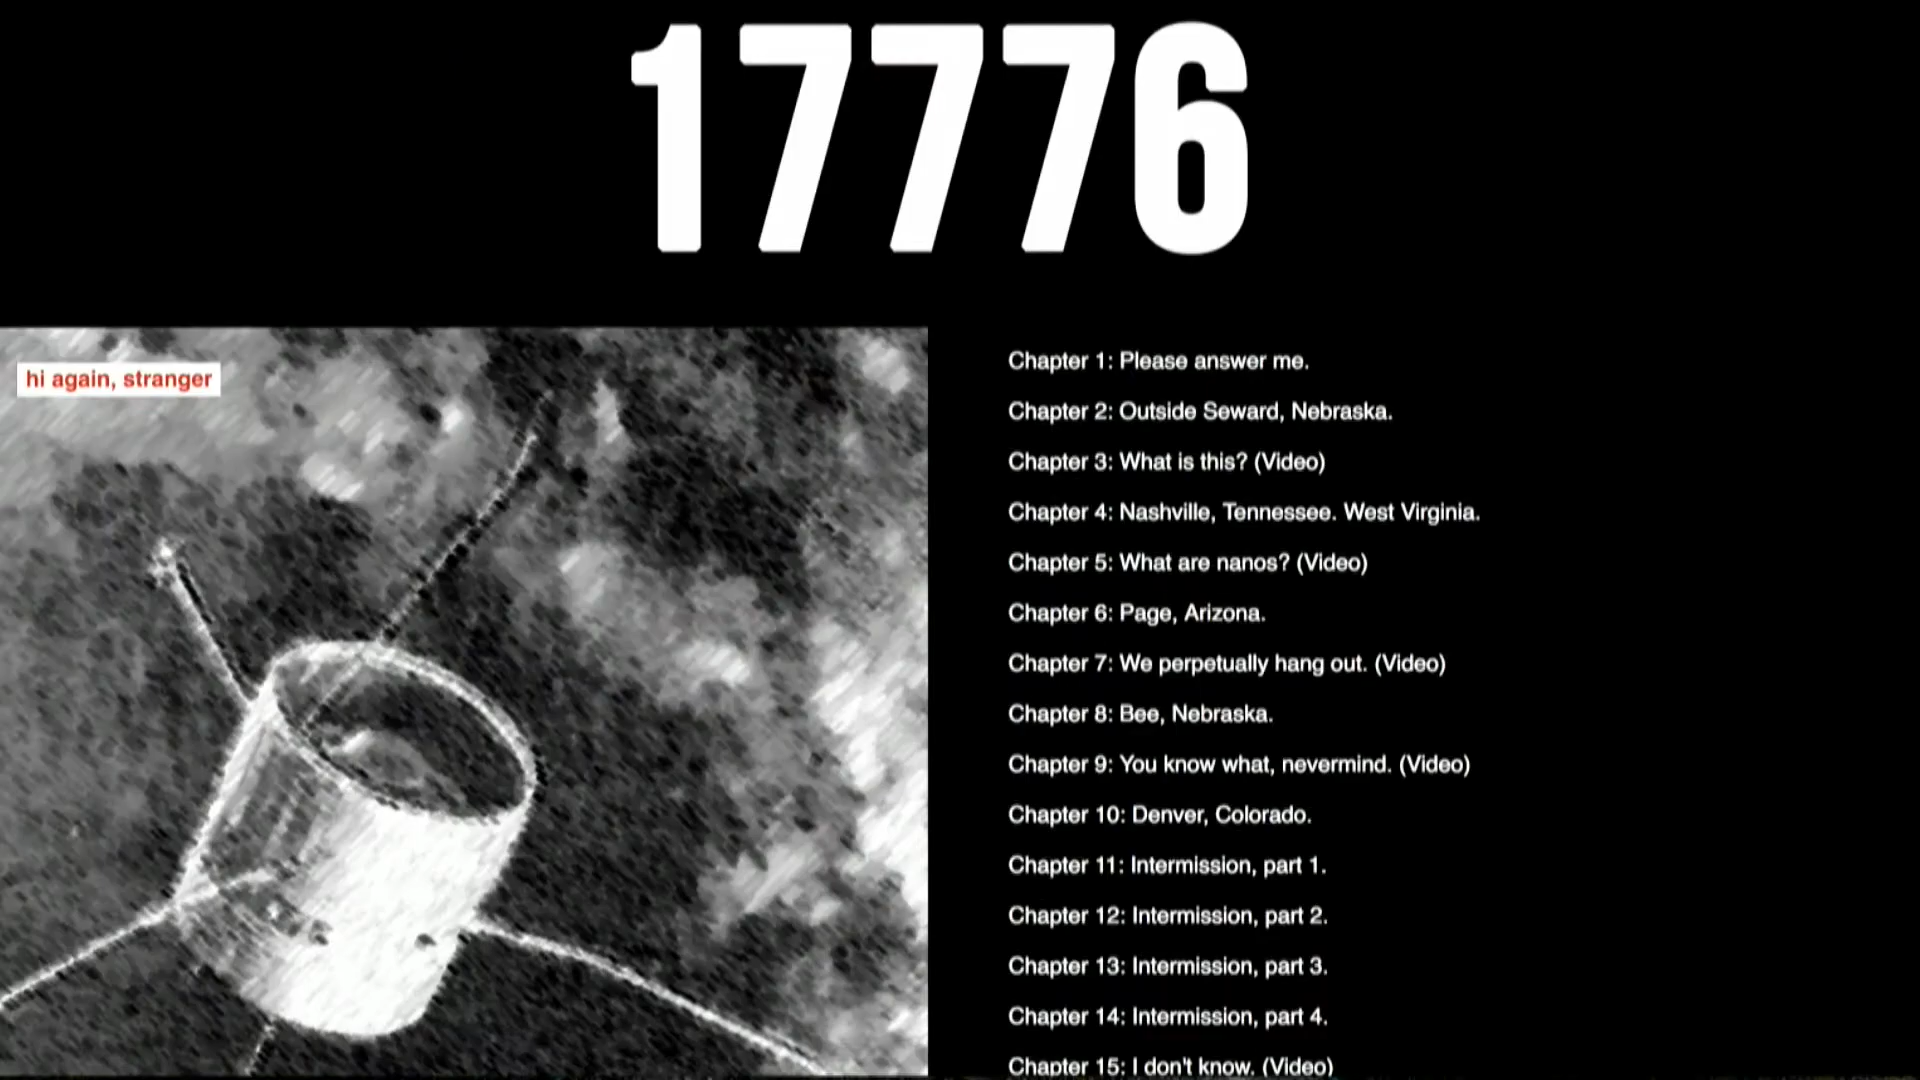 17776
hi again, stranger
Chapter 1: Please answer me.
Chapter 2: Outside Seward, Nebraska.
Chapter 3: What is this? (Video)
Chapter 4: Nashville, Tennessee. West Virginia.
Chapter 5: What are nanos? (Video)
Chapter 6: Page, Arizona.
Chapter 7: We perpetually hang out. (Video)
Chapter 8: Bee, Nebraska.
Chapter 9: You know what, nevermind. (Video)
Chapter 10: Denver, Colorado.
Chapter 11: Intermission, part 1.
Chapter 12: Intermission, part 2.
Chapter 13: Intermission, part 3.
Chapter 14: Intermission, part 4.
Chapter 15: I don't know. (Video)